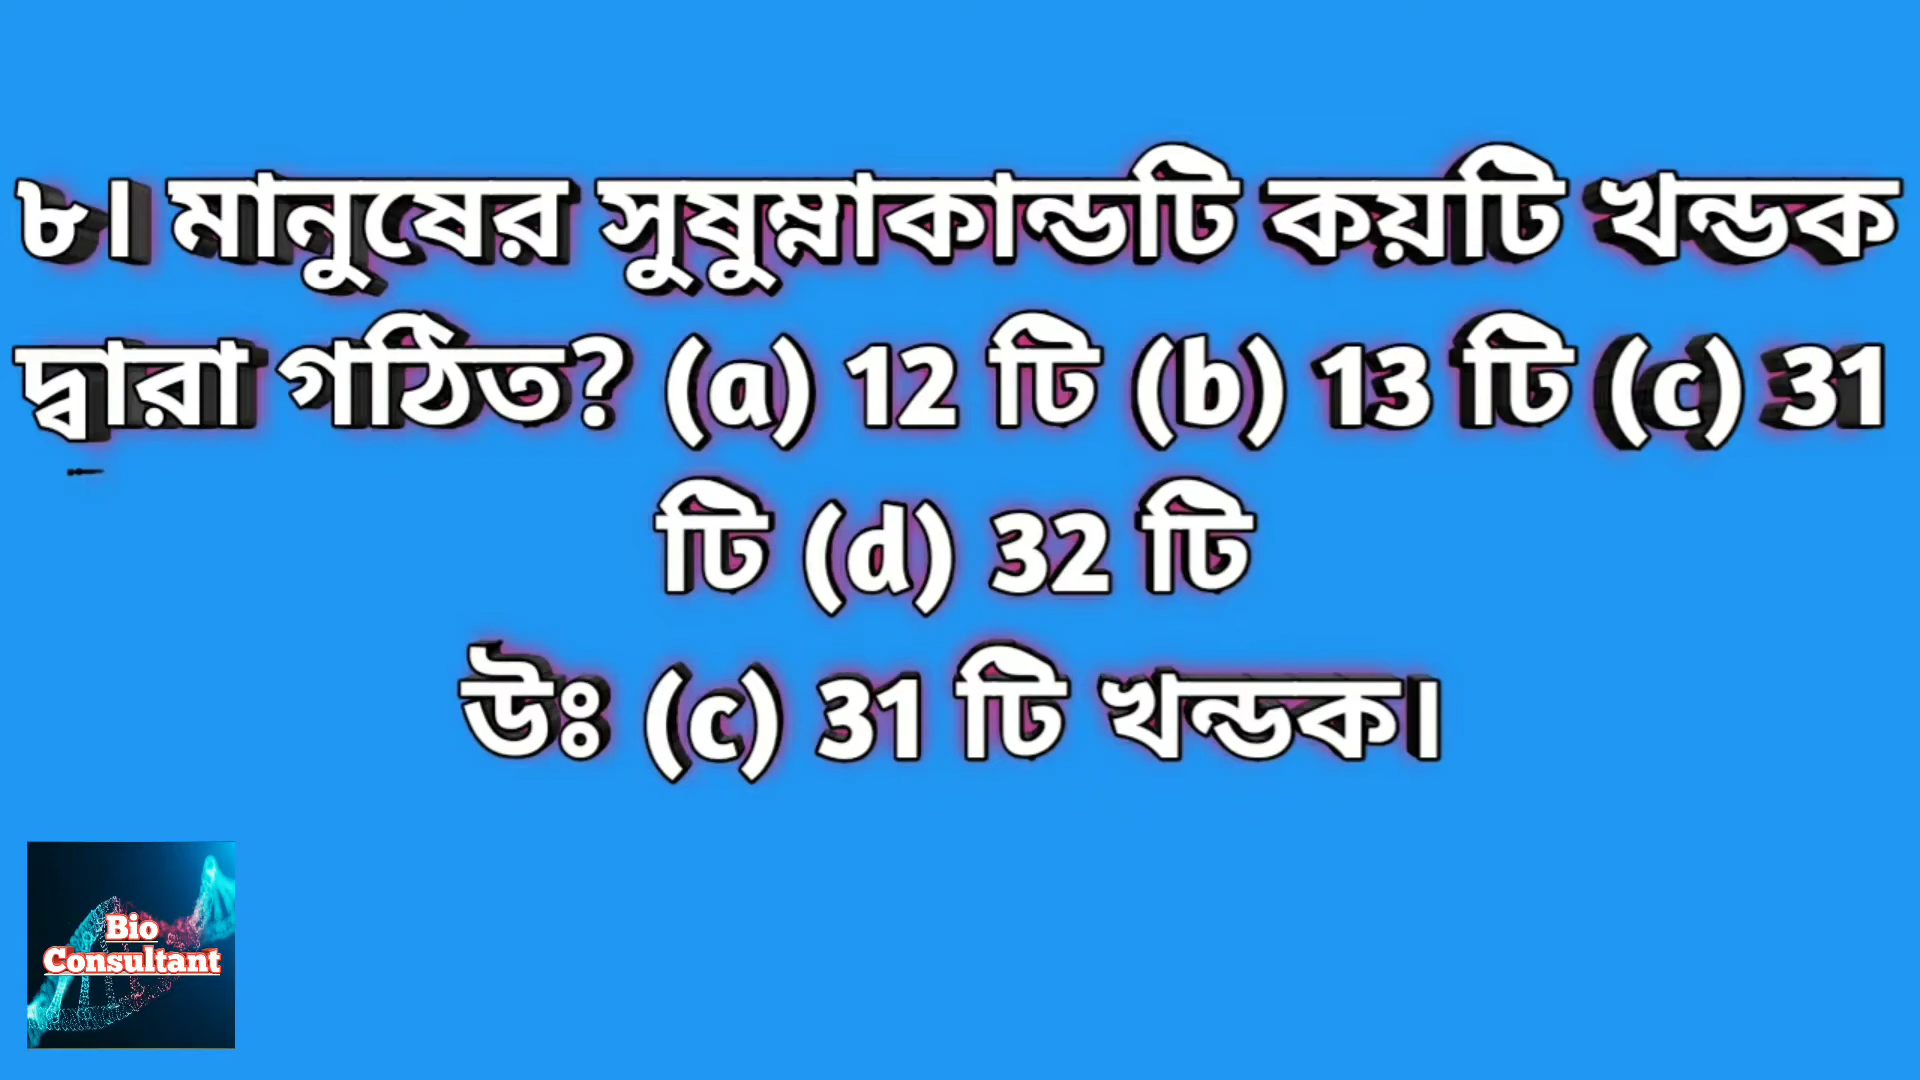 ৮। মানুষের সুষুম্নাকান্ডটি কয়টি খন্ডক
দ্বারা গঠিত? (a) 12 টি (b) 13 টি (c) 31
টি (d) 32 টি
উঃ (c) 31 টি খন্ডক।
Bio
Consultant